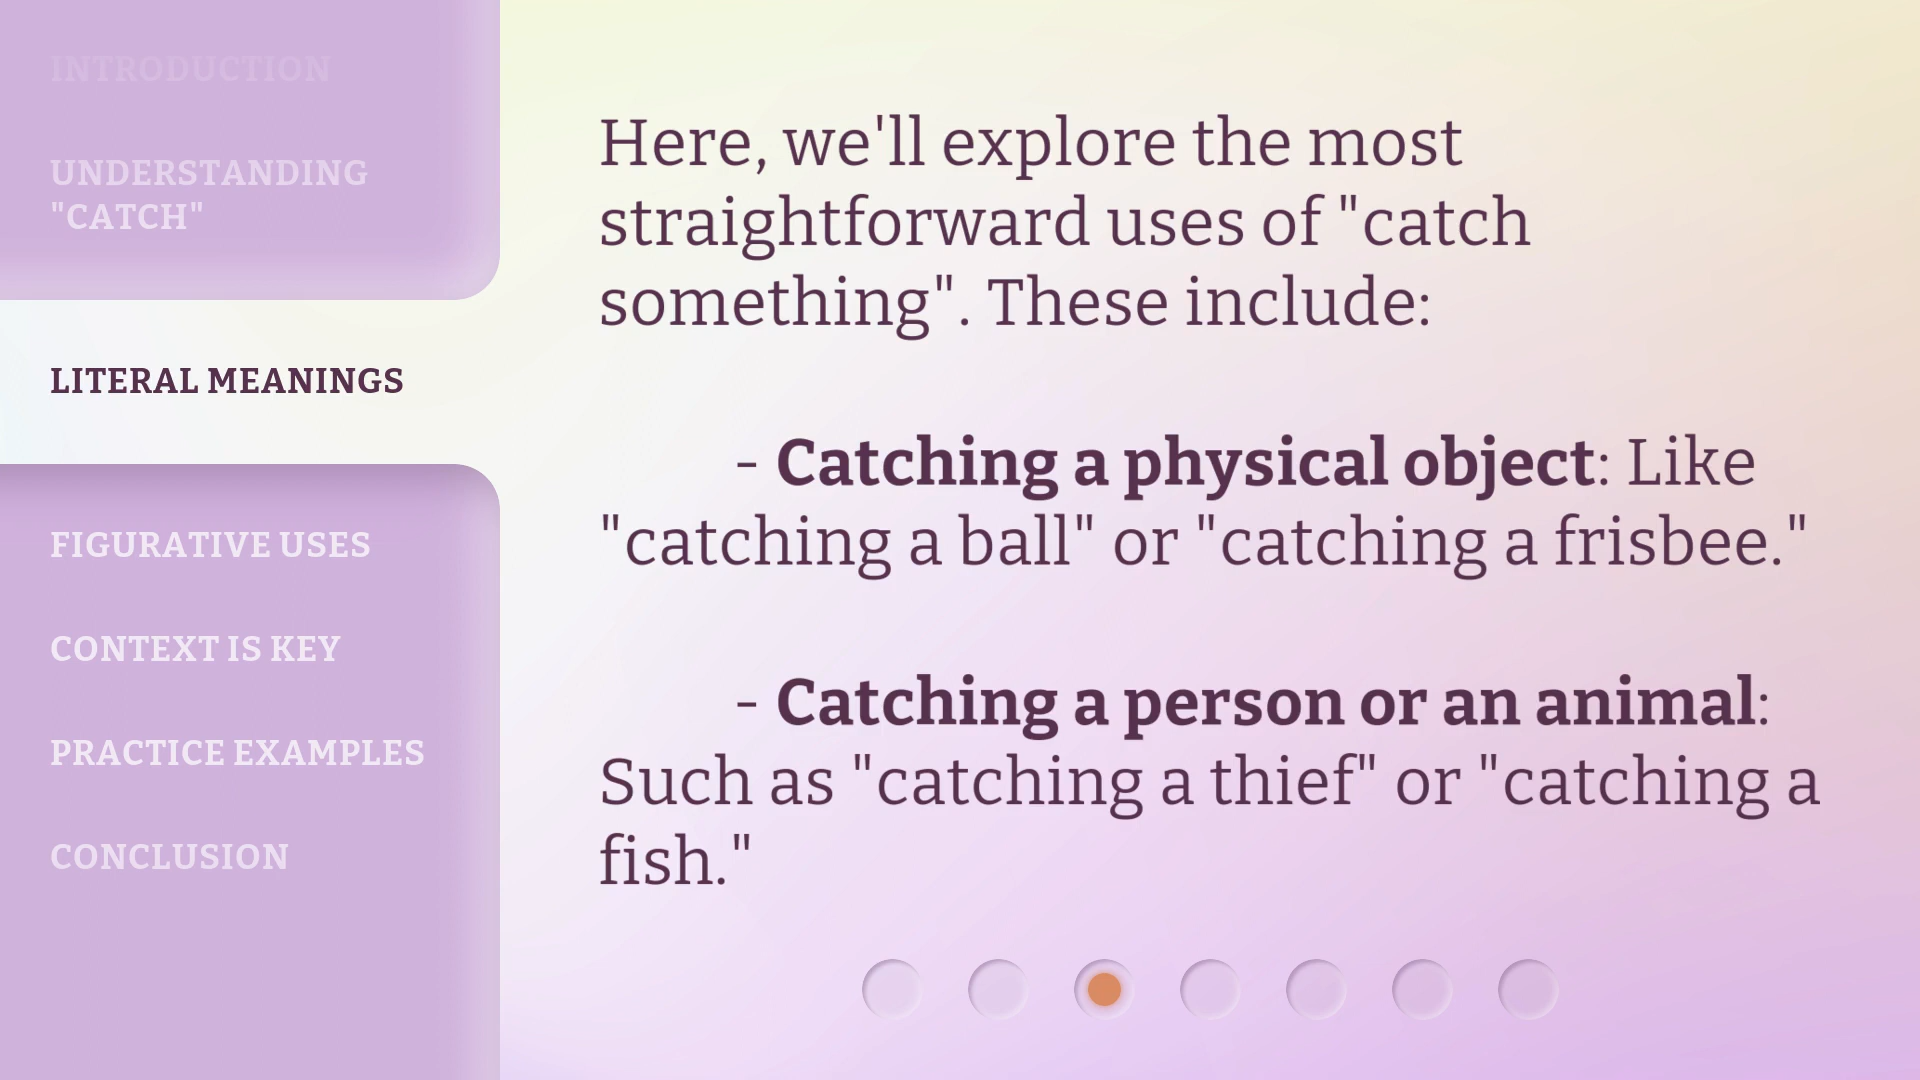 INTRODUCTION
UNDERSTANDING
"CATCH"
LITERAL MEANINGS
FIGURATIVE USES
CONTEXT IS KEY
PRACTICE EXAMPLES
CONCLUSION
Here, we'll explore the most
straightforward uses of "catch
something". These include:
- Catching a physical object: Like
"catching a ball" or "catching a frisbee."
- Catching a person or an animal:
Such as "catching a thief" or "catching a
fish."